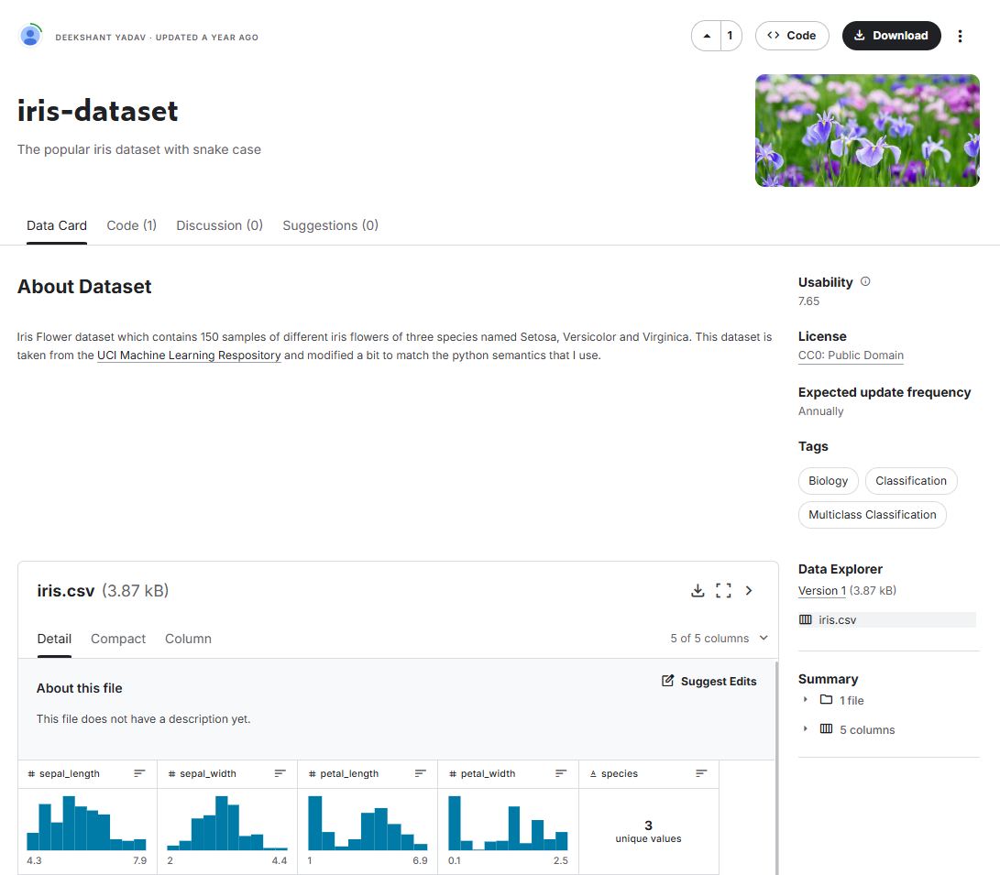 DEEKSHANT YADAV · UPDATED A YEAR AGO
1
Code
Download
iris-dataset
The popular iris dataset with snake case
Data Card Code (1) Discussion (0) Suggestions (0)
About Dataset
Iris Flower dataset which contains 150 samples of different iris flowers of three species named Setosa, Versicolor and Virginica. This dataset is
taken from the UCI Machine Learning Respository and modified a bit to match the python semantics that I use.
Usability
7.65
License
CC0: Public Domain
Expected update frequency
Annually
Tags
Biology Classification
Multiclass Classification
iris.csv (3.87 kB)
Detail Compact Column 5 of 5 columns
About this file
Suggest Edits
This file does not have a description yet.
# sepal_length # sepal_width # petal_length # petal_width A species
3
unique values
4.3 7.9 2 4.4 1 6.9 0.1 2.5
Data Explorer
Version 1 (3.87 kB)
iris.csv
Summary
1 file
5 columns